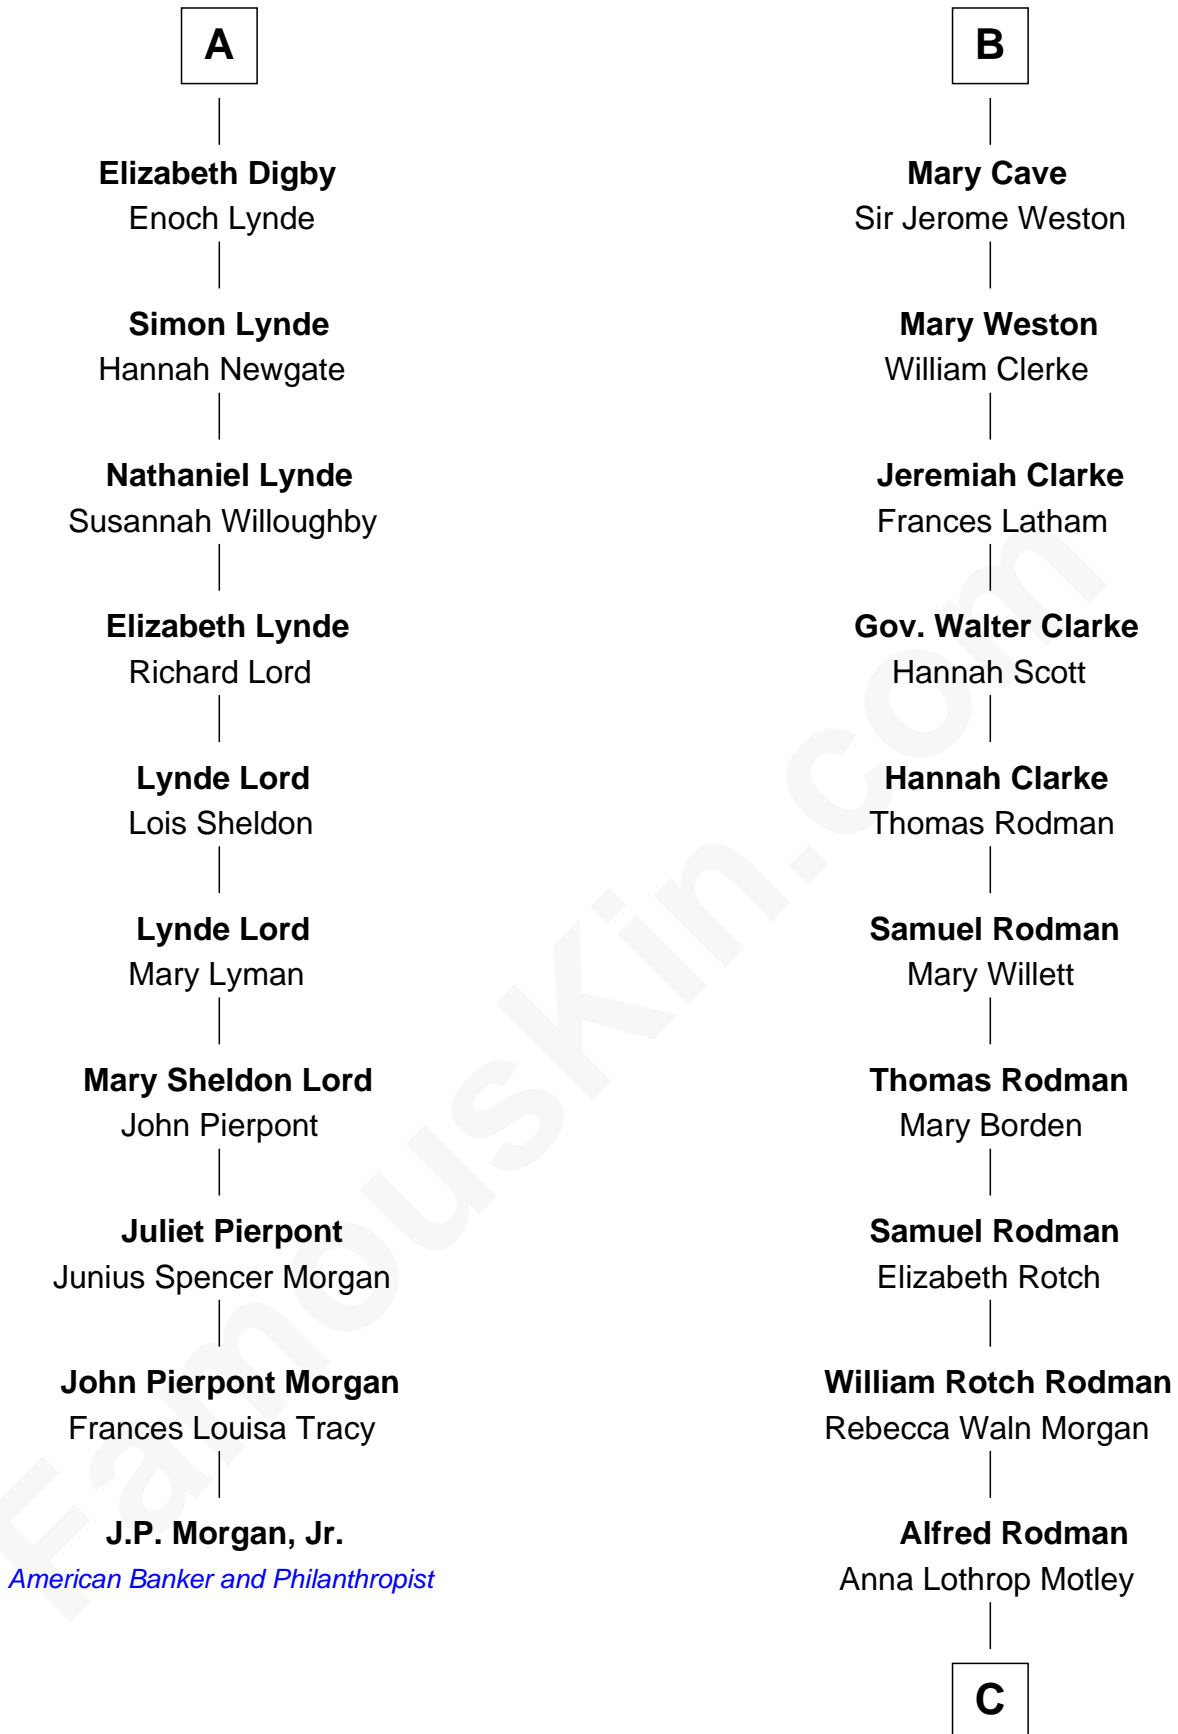 A
Elizabeth Digby
Enoch Lynde
Simon Lynde
Hannah Newgate
Nathaniel Lynde
Susannah Willoughby
Elizabeth Lynde
Richard Lord
Lynde Lord
Lois Sheldon
Lynde Lord
Mary Lyman
Mary Sheldon Lord
John Pierpont
Juliet Pierpont
Junius Spencer Morgan
John Pierpont Morgan
Frances Louisa Tracy
J.P. Morgan, Jr.
American Banker and Philanthropist
B
Mary Cave
Sir Jerome Weston
Mary Weston
William Clerke
Jeremiah Clarke
Frances Latham
Gov. Walter Clarke
Hannah Scott
Hannah Clarke
Thomas Rodman
Samuel Rodman
Mary Willett
Thomas Rodman
Mary Borden
Samuel Rodman
Elizabeth Rotch
William Rotch Rodman
Rebecca Waln Morgan
Alfred Rodman
Anna Lothrop Motley
C
FamousKin.com